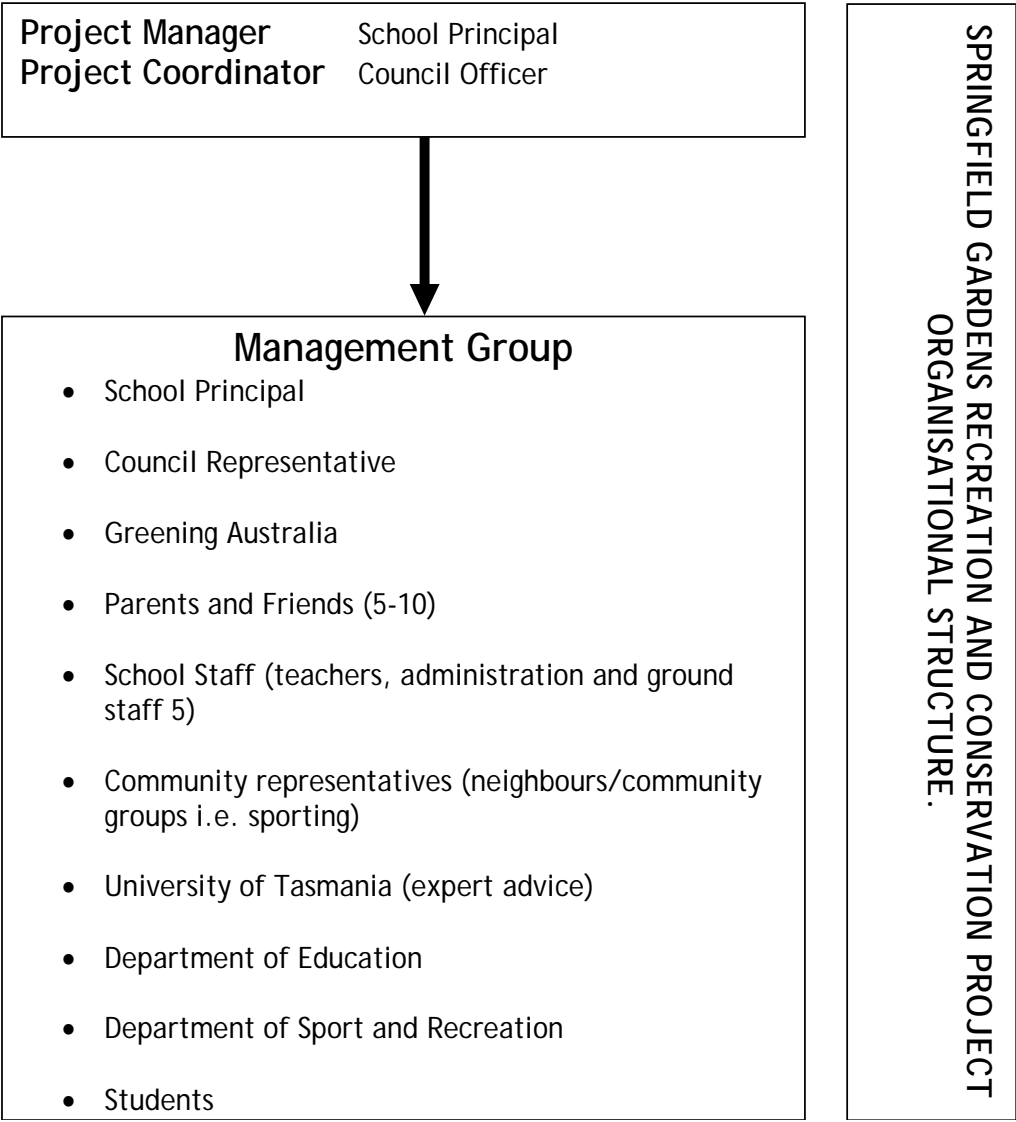 Project Manager School Principal
Project Coordinator Council Officer
Management Group
• School Principal
• Council Representative
• Greening Australia
• Parents and Friends (5-10)
• School Staff (teachers, administration and ground
staff 5)
• Community representatives (neighbours/community
groups i.e. sporting)
• University of Tasmania (expert advice)
• Department of Education
• Department of Sport and Recreation
• Students
SPRINGFIELD GARDENS RECREATION AND CONSERVATION PROJECT
ORGANISATIONAL STRUCTURE.